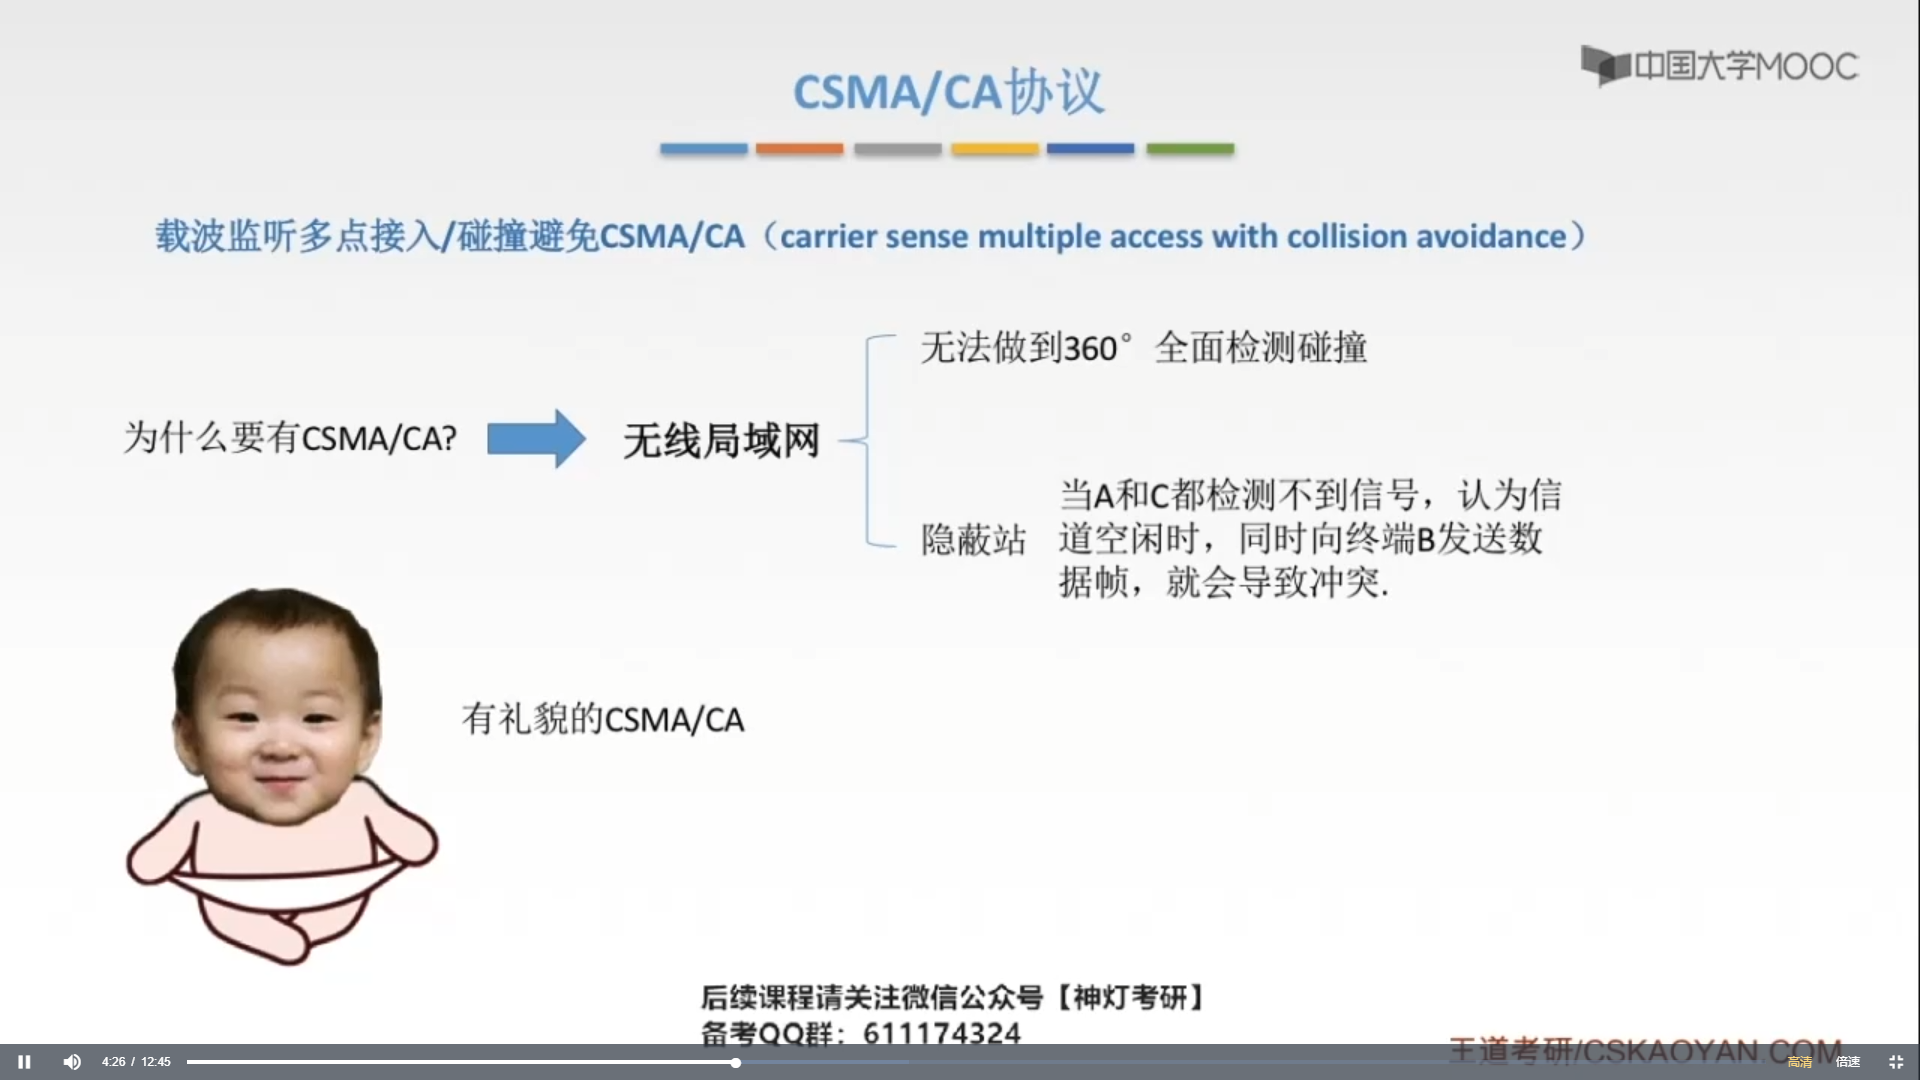 中国大学MOOC
CSMA/CA协议
载波监听多点接入/碰撞避免CSMA/CA（carrier sense multiple access with collision avoidance）
无法做到360°全面检测碰撞
为什么要有CSMA/CA?
无线局域网
隐蔽站
当A和C都检测不到信号，认为信
道空闲时，同时向终端B发送数
据帧，就会导致冲突.
有礼貌的CSMA/CA
后续课程请关注微信公众号【神灯考研】
备考QQ群：611174324
王道考研/CSKAOYAN.COM
4:26 / 12:45
高清
倍速